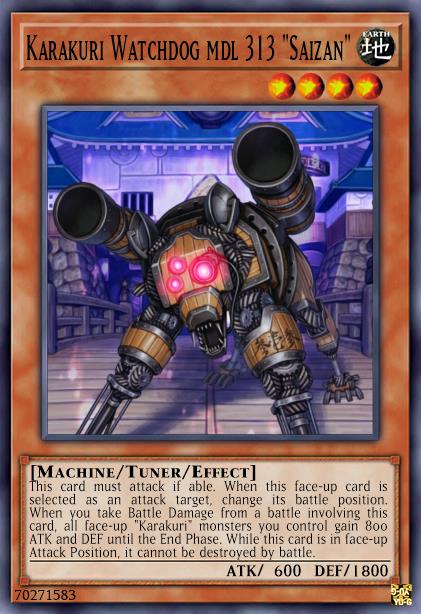 Karakuri Watchdog mdl 313 "Saizan"
EARTH
地
[Machine/Tuner/Effect]
This card must attack if able. When this face-up card is
selected as an attack target, change its battle position.
When you take Battle Damage from a battle involving this
card, all face-up "Karakuri" monsters you control gain 800
ATK and DEF until the End Phase. While this card is in face-up
Attack Position, it cannot be destroyed by battle.
ATK/ 600 DEF/1800
70271583